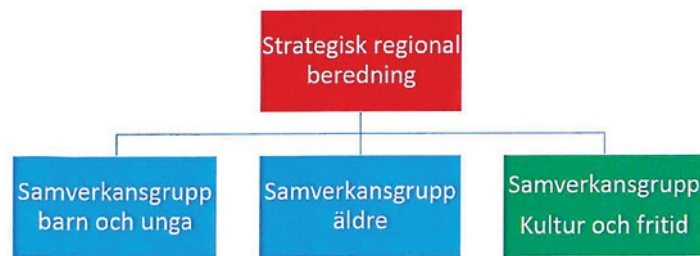 Strategisk regional
beredning
Samverkansgrupp
barn och unga
Samverkansgrupp
äldre
Samverkansgrupp
Kultur och fritid